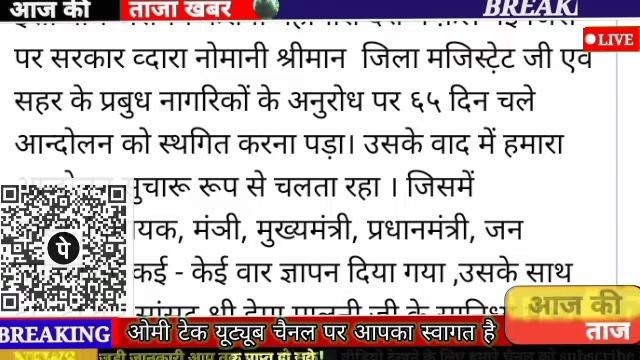 आज की ताजा खबर
BREAKI
LIVE
पर सरकार व्दारा नोमानी श्रीमान जिला मजिस्ट्रेट जी एवं
सहर के प्रबुध नागरिकों के अनुरोध पर ६५ दिन चले
आन्दोलन को स्थगित करना पड़ा। उसके वाद में हमारा
सुचारू रूप से चलता रहा । जिसमें
यक, मंञी, मुख्यमंत्री, प्रधानमंत्री, जन
कई - केई वार ज्ञापन दिया गया ,उसके साथ
पे
आज की
BREAKING ओमी टेक यूट्यूब चैनल पर आपका स्वागत है ताज
NEWS